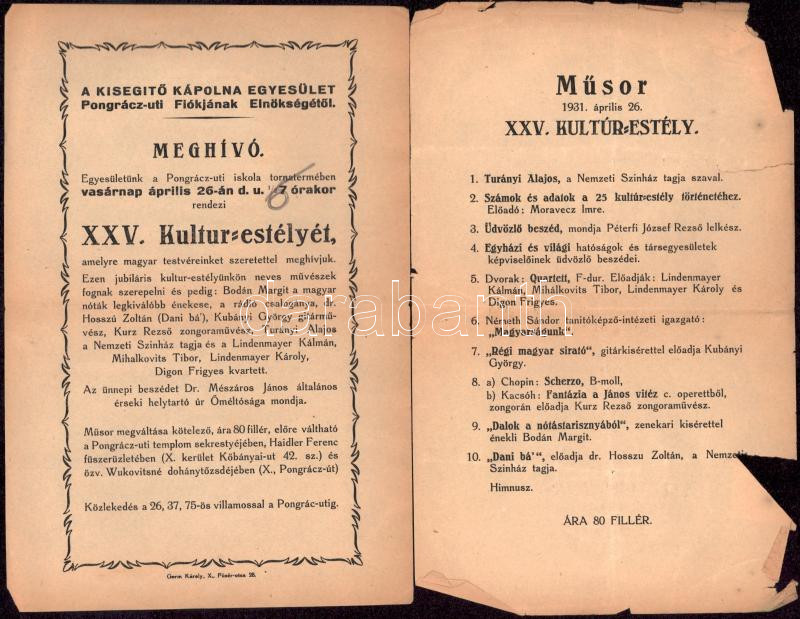 A KISEGITŐ KÁPOLNA EGYESÜLET
Pongrácz-uti Fiókjának Elnökségétől.
MEGHÍVÓ.
Egyesületünk a Pongrácz-uti iskola tornatermében
vasárnap április 26-án d. u. 7 órakor
6
rendezi
XXV. Kultur-estélyét,
amelyre magyar testvéreinket szeretettel meghívjuk.
Ezen jubiláris kultur-estélyünkön neves művészek
fognak szerepelni és pedig: Bodán Margit a magyar
nóták legkiválóbb énekese, a rádió csalogánya, dr.
Hosszú Zoltán (Dani bá'), Kubányi György gitármű-
vész, Kurz Rezső zongoraművész, Turányi Alajos
a Nemzeti Szinház tagja és a Lindenmayer Kálmán,
Mihalkovits Tibor, Lindenmayer Károly,
Digon Frigyes kvartett.
Az ünnepi beszédet Dr. Mészáros János általános
érseki helytartó úr Őméltósága mondja.
Műsor megváltása kötelező, ára 80 fillér, előre váltható
a Pongrácz-uti templom sekrestyéjében, Haidler Ferenc
füszerüzletében (X. kerület Kőbányai-ut 42. sz.) és
özv. Wukovitsné dohánytőzsdéjében (X., Pongrácz-út)
Közlekedés a 26, 37, 75-ös villamossal a Pongrác-utig.
Germ Károly, X., Füzér-utca 28.
Műsor
1931. április 26.
XXV. KULTÚR-ESTÉLY.
1. Turányi Alajos, a Nemzeti Szinház tagja szaval.
2. Számok és adatok a 25 kultúr-estély történetéhez.
Előadó: Moravecz Imre.
3. Üdvözlő beszéd, mondja Péterfi József Rezső lelkész.
4. Egyházi és világi hatóságok és társegyesületek
képviselőinek üdvözlő beszédei.
5. Dvorak: Quartett, F-dur. Előadják: Lindenmayer
Kálmán, Mihálkovits Tibor, Lindenmayer Károly és
Digon Frigyes.
6. Németh Sándor tanítóképző-intézeti igazgató:
„Magyarságunk".
7. „Régi magyar sirató", gitárkisérettel előadja Kubányi
György.
8. a) Chopin: Scherzo, B-moll,
b) Kacsóh: Fantázia a János vitéz c. operettből,
zongorán előadja Kurz Rezső zongoraművész.
9. „Dalok a nótástarisznyából", zenekari kisérettel
énekli Bodán Margit.
10. „Dani bá'", előadja dr. Hosszu Zoltán, a Nemzeti
Szinház tagja.
Himnusz.
ÁRA 80 FILLÉR.
darabanth.com